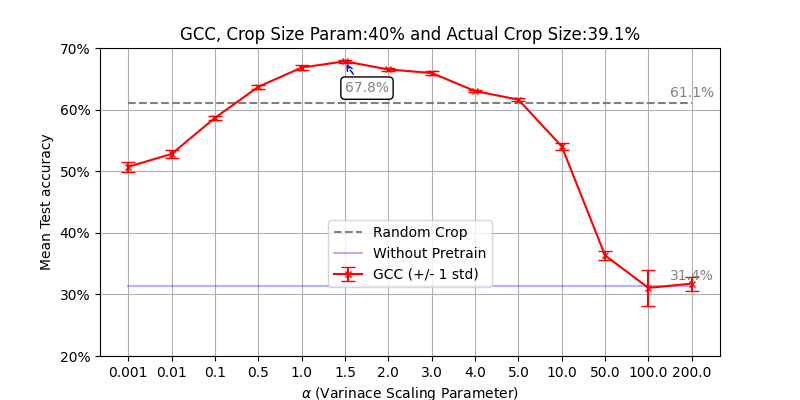 GCC, Crop Size Param:40% and Actual Crop Size:39.1%
70%
60%
50%
40%
30%
20%
Mean Test accuracy
67.8%
61.1%
31.4%
Random Crop
Without Pretrain
GCC (+/- 1 std)
0.001 0.01 0.1 0.5 1.0 1.5 2.0 3.0 4.0 5.0 10.0 50.0 100.0 200.0
α (Varinace Scaling Parameter)